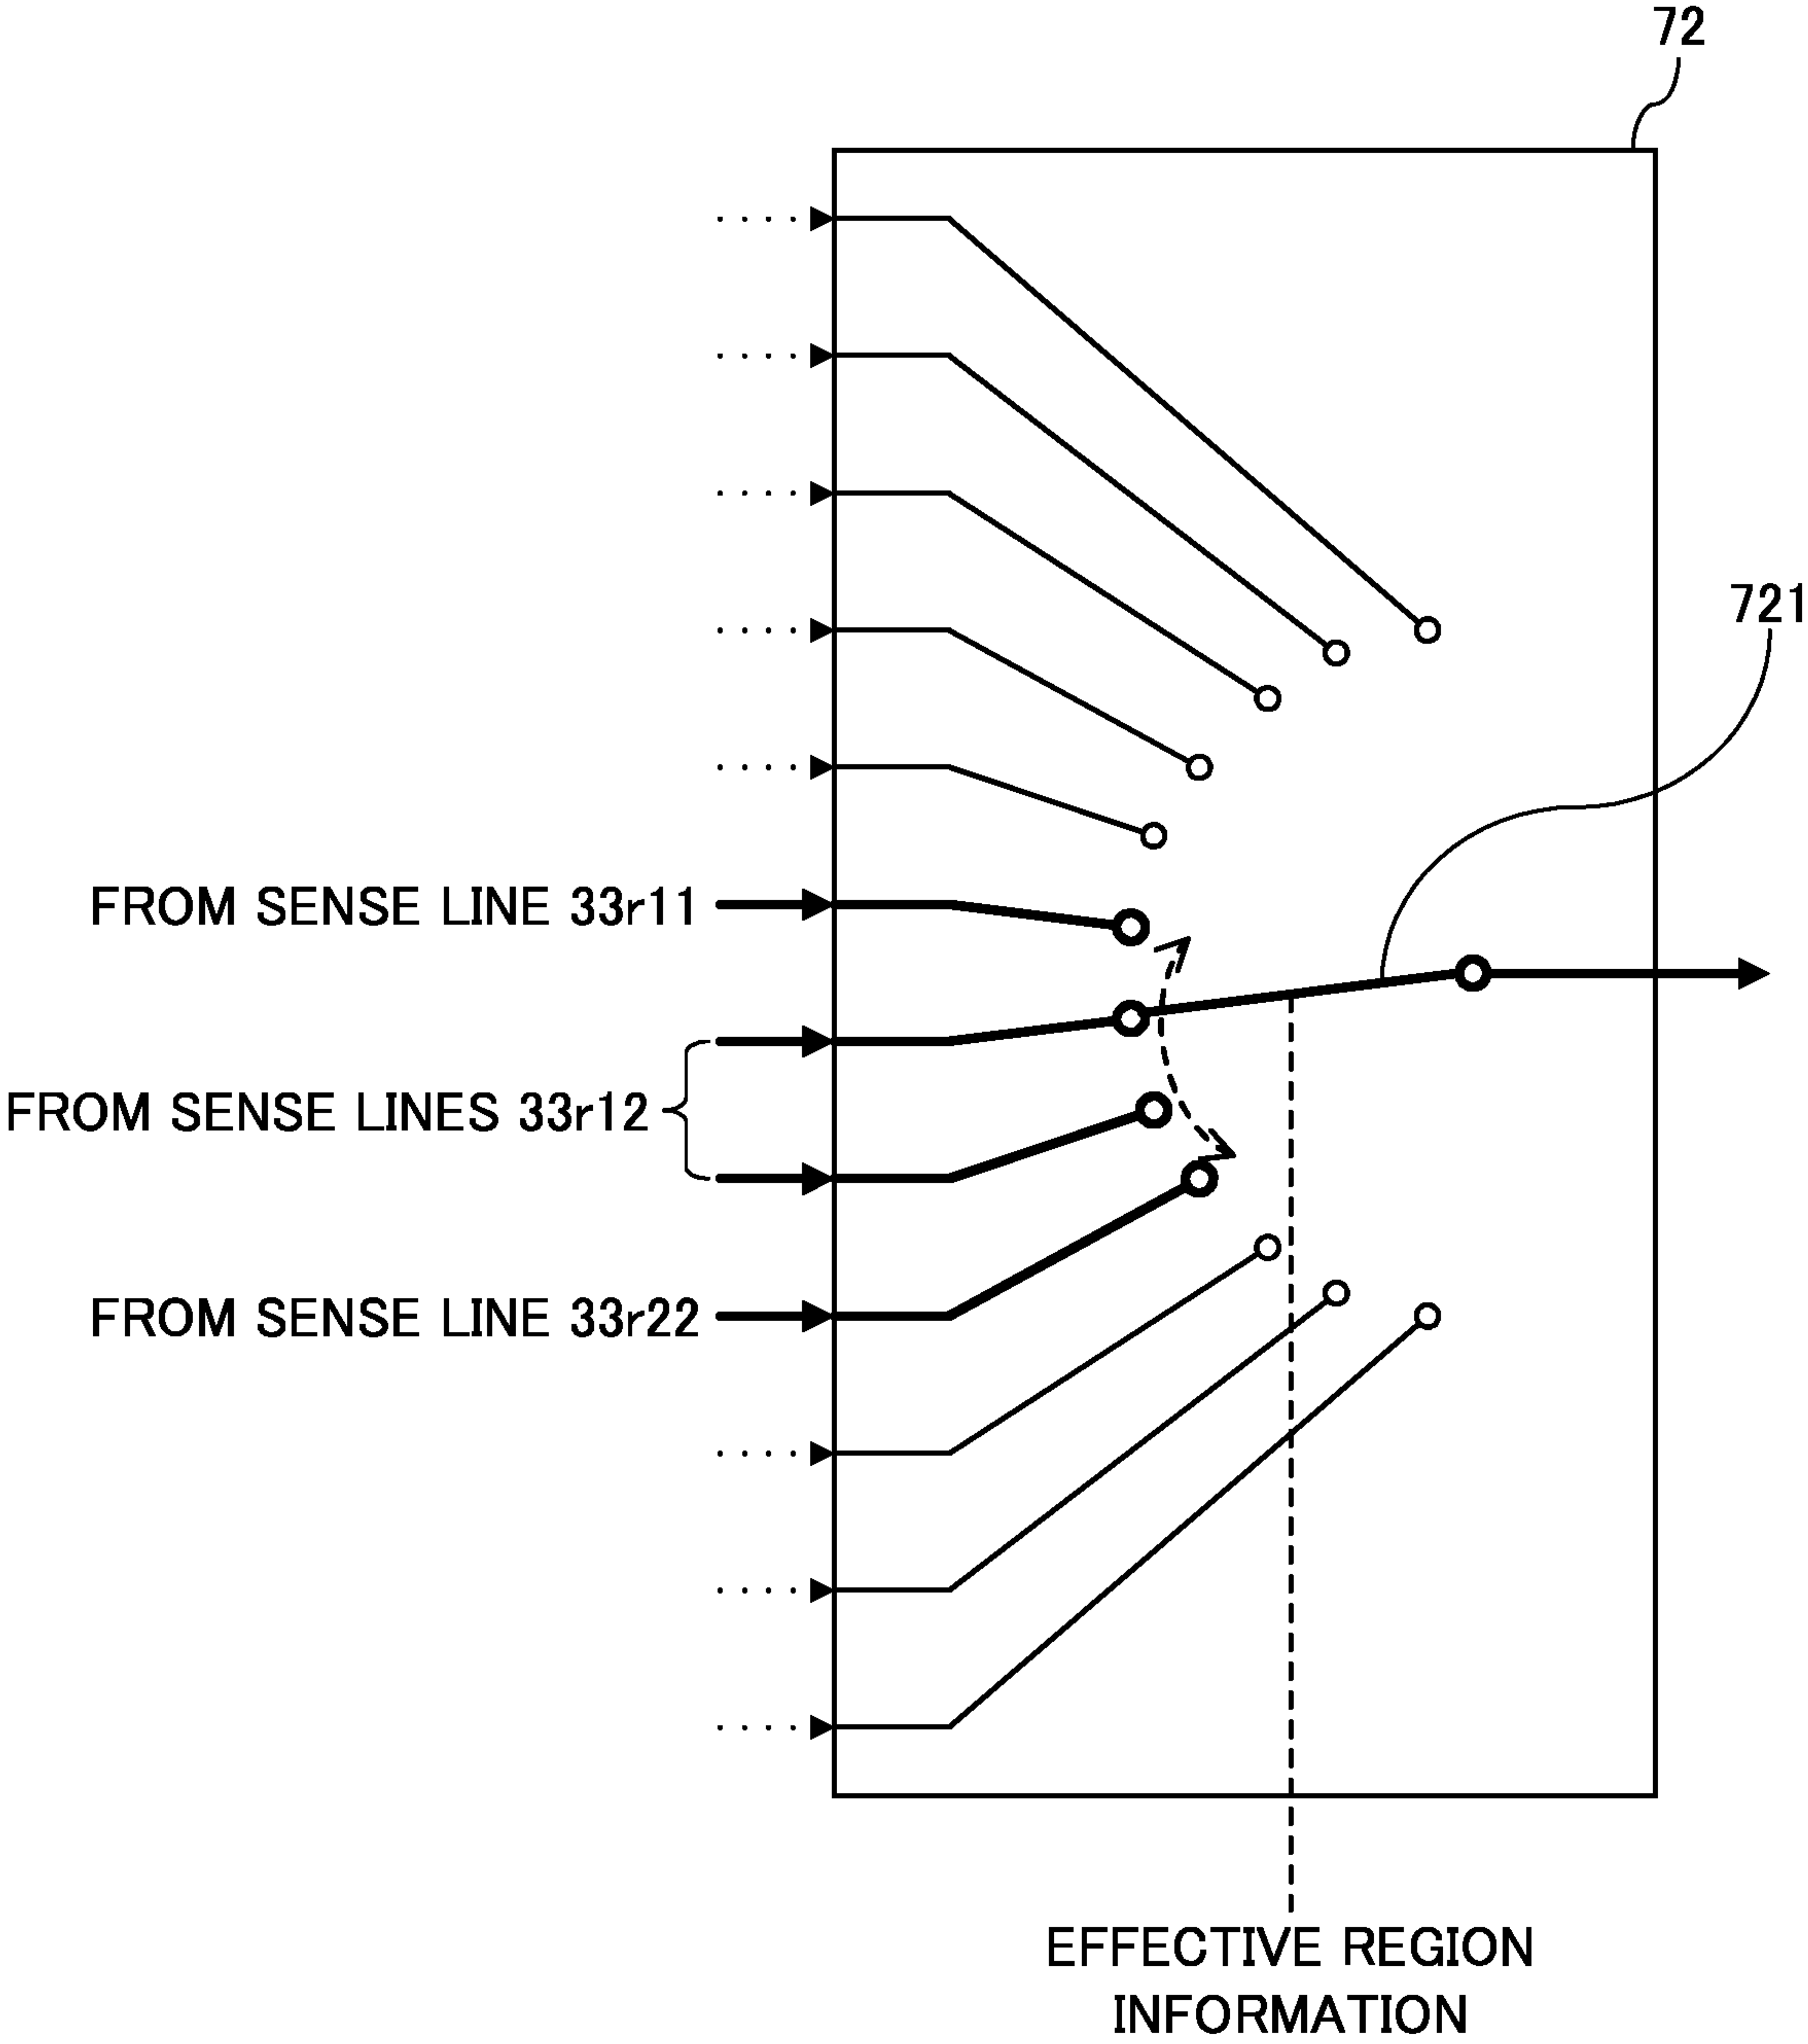 72
721
FROM SENSE LINE 33r11
FROM SENSE LINES 33r12
FROM SENSE LINE 33r22
EFFECTIVE REGION
INFORMATION